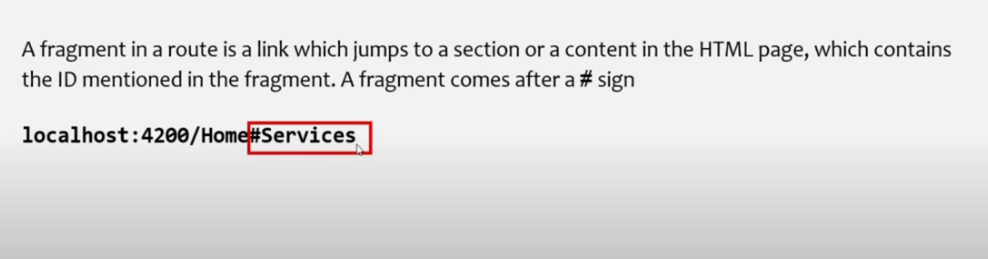 A fragment in a route is a link which jumps to a section or a content in the HTML page, which contains
the ID mentioned in the fragment. A fragment comes after a # sign
localhost:4200/Home#Services